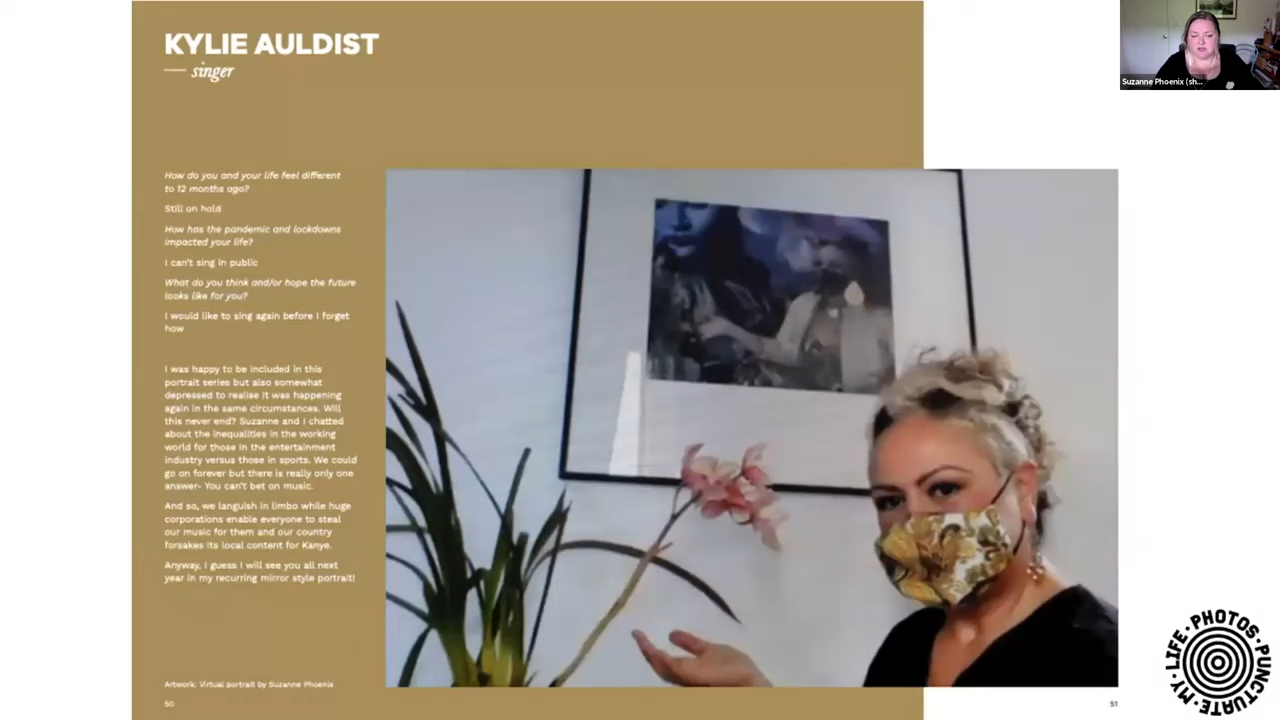 KYLIE AULDIST
— singer
How do you and your life feel different
to 12 months ago?
Still on hold
How has the pandemic and lockdowns
impacted your life?
I can't sing in public
What do you think and/or hope the future
looks like for you?
I would like to sing again before I forget
how
I was happy to be included in this
portrait series but also somewhat
depressed to realise it was happening
again in the same circumstances. Will
this never end? Suzanne and I chatted
about the inequalities in the working
world for those in the entertainment
industry versus those in sports. We could
go on forever but there is really only one
answer- You can't bet on music.
And so, we languish in limbo while huge
corporations enable everyone to steal
our music for them and our country
forsakes its local content for Kanye.
Anyway, I guess I will see you all next
year in my recurring mirror style portrait!
Artwork: Virtual portrait by Suzanne Phoenix
50
51
Suzanne Phoenix (sh...
MY · LIFE · PHOTOS · PUNCTUATE ·